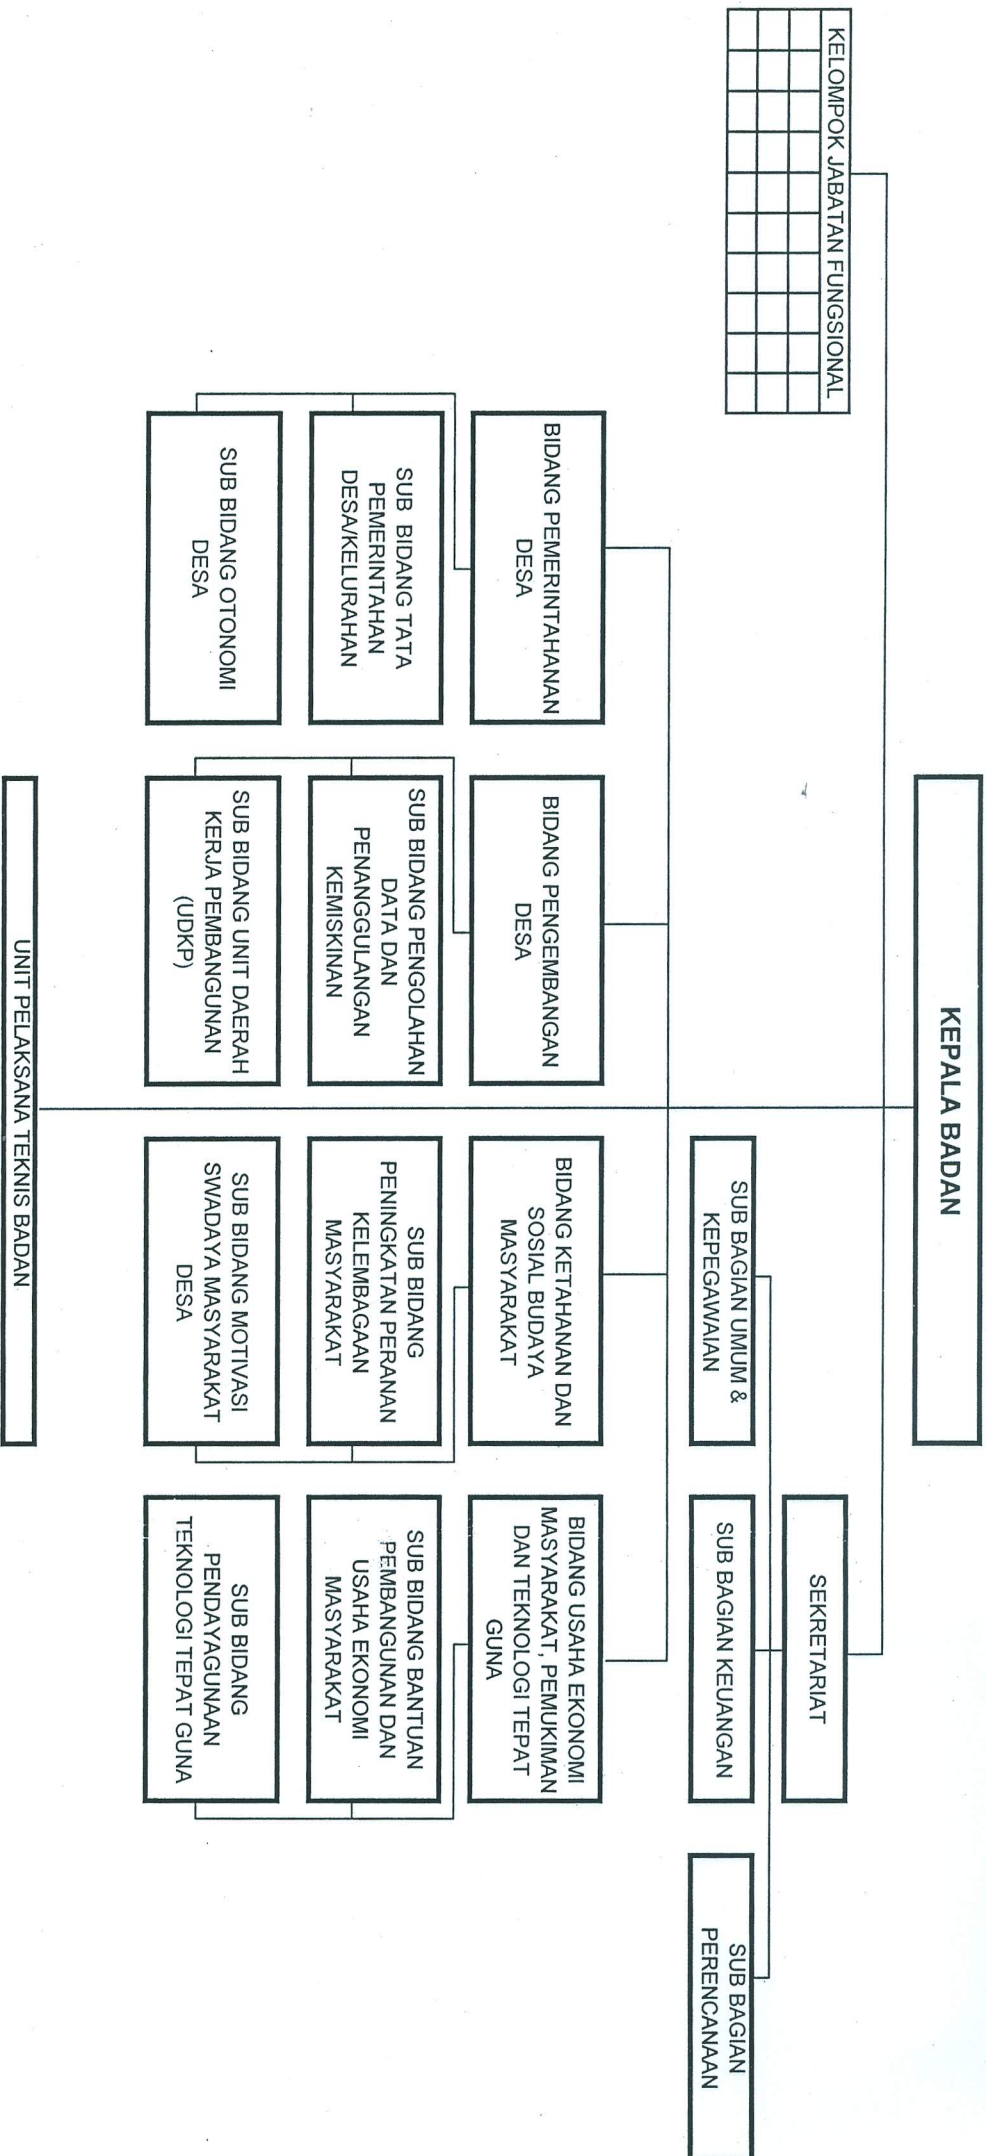 KEPALA BADAN
KELOMPOK JABATAN FUNGSIONAL
SEKRETARIAT
SUB BAGIAN UMUM &
KEPEGAWAIAN
SUB BAGIAN KEUANGAN
SUB BAGIAN
PERENCANAAN
BIDANG PEMERINTAHANAN
DESA
BIDANG PENGEMBANGAN
DESA
BIDANG KETAHANAN DAN
SOSIAL BUDAYA
MASYARAKAT
BIDANG USAHA EKONOMI
MASYARAKAT, PEMUKIMAN
DAN TEKNOLOGI TEPAT
GUNA
SUB BIDANG TATA
PEMERINTAHAN
DESA/KELURAHAN
SUB BIDANG PENGOLAHAN
DATA DAN
PENANGGULANGAN
KEMISKINAN
SUB BIDANG
PENINGKATAN PERANAN
KELEMBAGAAN
MASYARAKAT
SUB BIDANG BANTUAN
PEMBANGUNAN DAN
USAHA EKONOMI
MASYARAKAT
SUB BIDANG OTONOMI
DESA
SUB BIDANG UNIT DAERAH
KERJA PEMBANGUNAN
(UDKP)
SUB BIDANG MOTIVASI
SWADAYA MASYARAKAT
DESA
SUB BIDANG
PENDAYAGUNAAN
TEKNOLOGI TEPAT GUNA
UNIT PELAKSANA TEKNIS BADAN